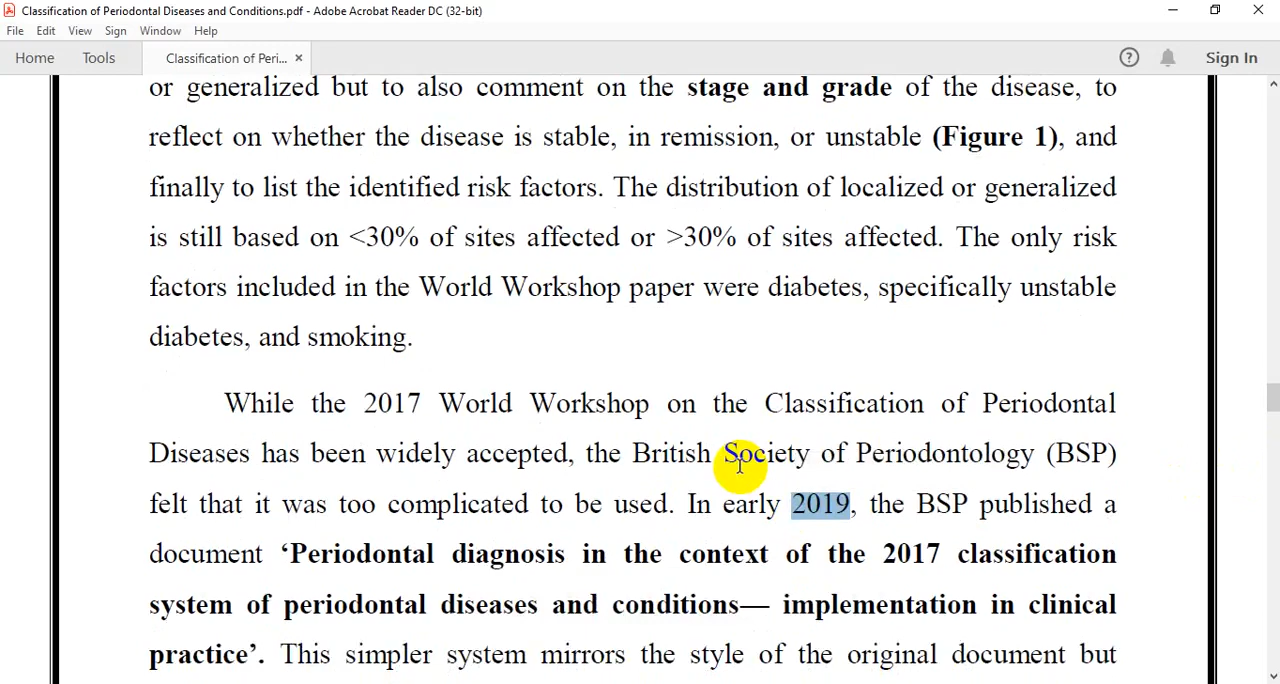 Classification of Periodontal Diseases and Conditions.pdf - Adobe Acrobat Reader DC (32-bit)
File Edit View Sign Window Help
Home Tools Classification of Peri... × ? Sign In
or generalized but to also comment on the stage and grade of the disease, to
reflect on whether the disease is stable, in remission, or unstable (Figure 1), and
finally to list the identified risk factors. The distribution of localized or generalized
is still based on <30% of sites affected or >30% of sites affected. The only risk
factors included in the World Workshop paper were diabetes, specifically unstable
diabetes, and smoking.
While the 2017 World Workshop on the Classification of Periodontal
Diseases has been widely accepted, the British Society of Periodontology (BSP)
felt that it was too complicated to be used. In early 2019, the BSP published a
document ‘Periodontal diagnosis in the context of the 2017 classification
system of periodontal diseases and conditions— implementation in clinical
practice’. This simpler system mirrors the style of the original document but